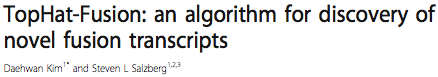 TopHat-Fusion: an algorithm for discovery of
novel fusion transcripts
Daehwan Kim1* and Steven L Salzberg1,2,3